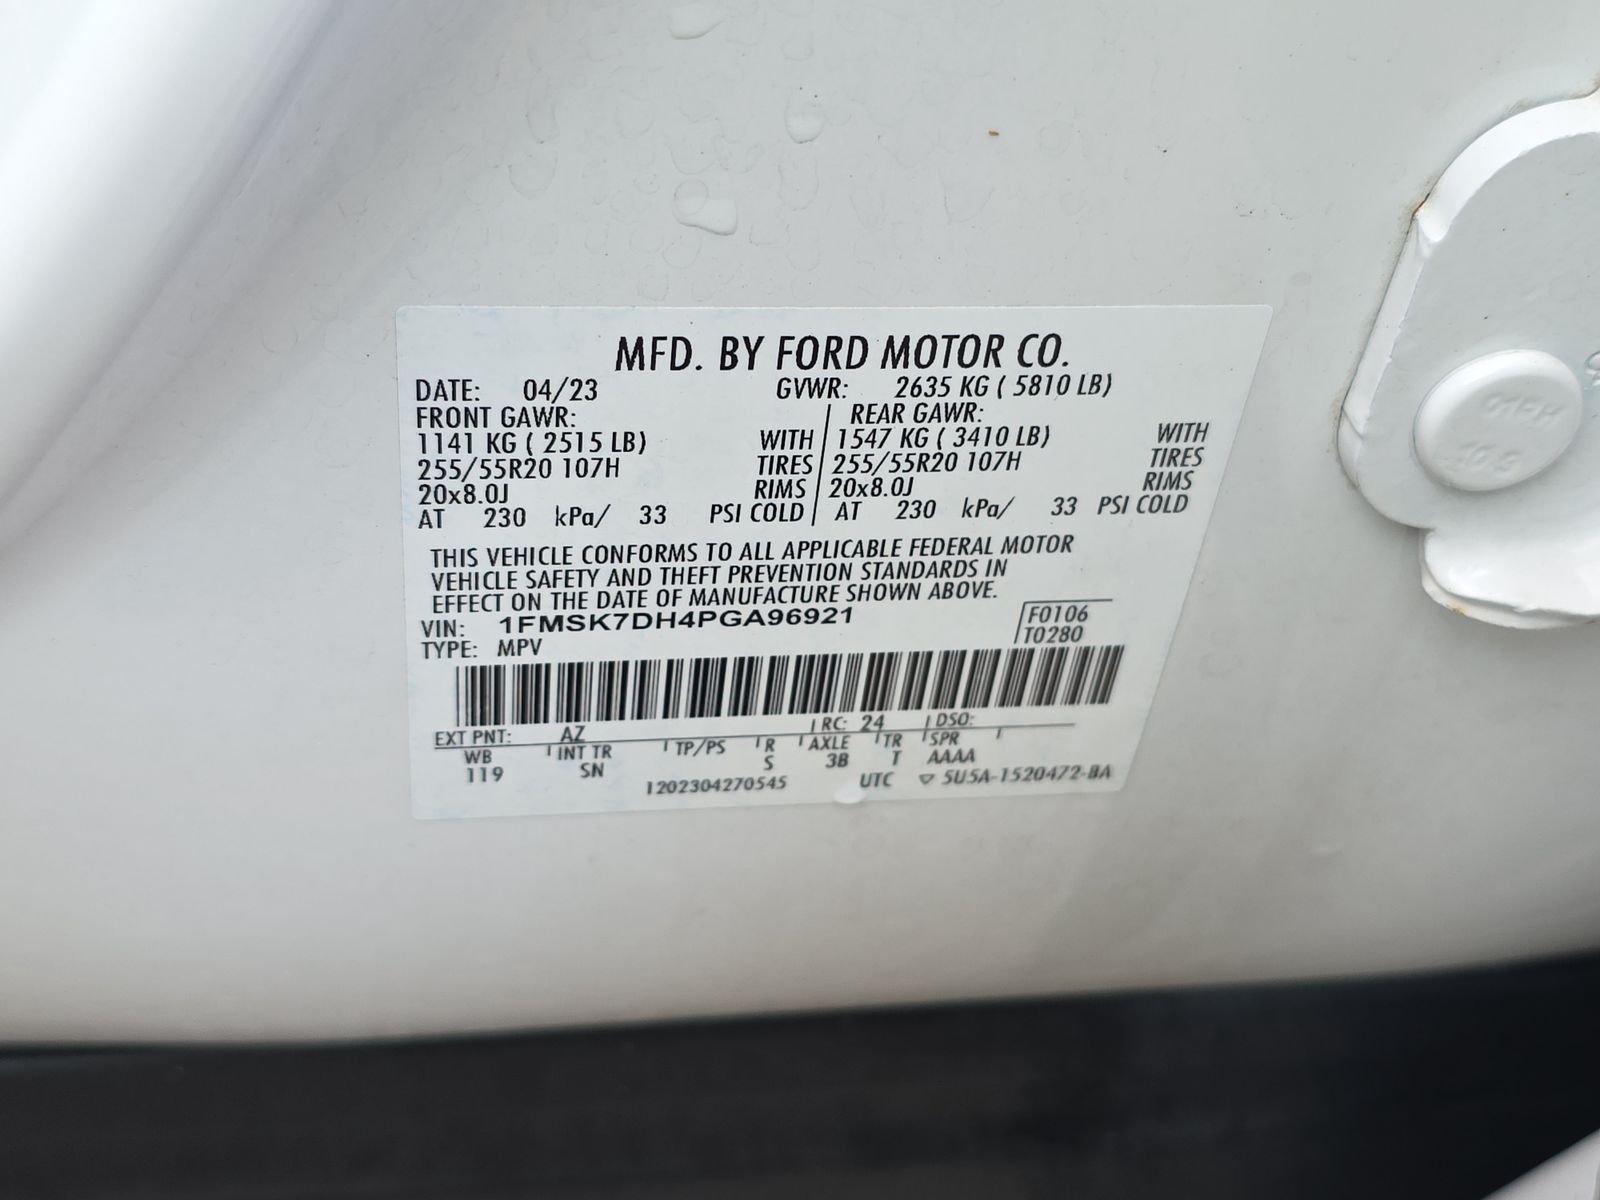 MFD. BY FORD MOTOR CO.
DATE: 04/23 GVWR: 2635 KG ( 5810 LB)
FRONT GAWR: REAR GAWR:
1141 KG ( 2515 LB) WITH 1547 KG ( 3410 LB) WITH
255/55R20 107H TIRES 255/55R20 107H TIRES
20x8.0J RIMS 20x8.0J RIMS
AT 230 kPa/ 33 PSI COLD AT 230 kPa/ 33 PSI COLD
THIS VEHICLE CONFORMS TO ALL APPLICABLE FEDERAL MOTOR
VEHICLE SAFETY AND THEFT PREVENTION STANDARDS IN
EFFECT ON THE DATE OF MANUFACTURE SHOWN ABOVE.
VIN: 1FMSK7DH4PGA96921 F0106
TYPE: MPV T0280
EXT PNT: AZ RC: 24 DSO:
WB INT TR TP/PS R AXLE TR SPR
119 SN S 3B T AAAA
1202304270545 UTC ▽ 5U5A-1520472-BA